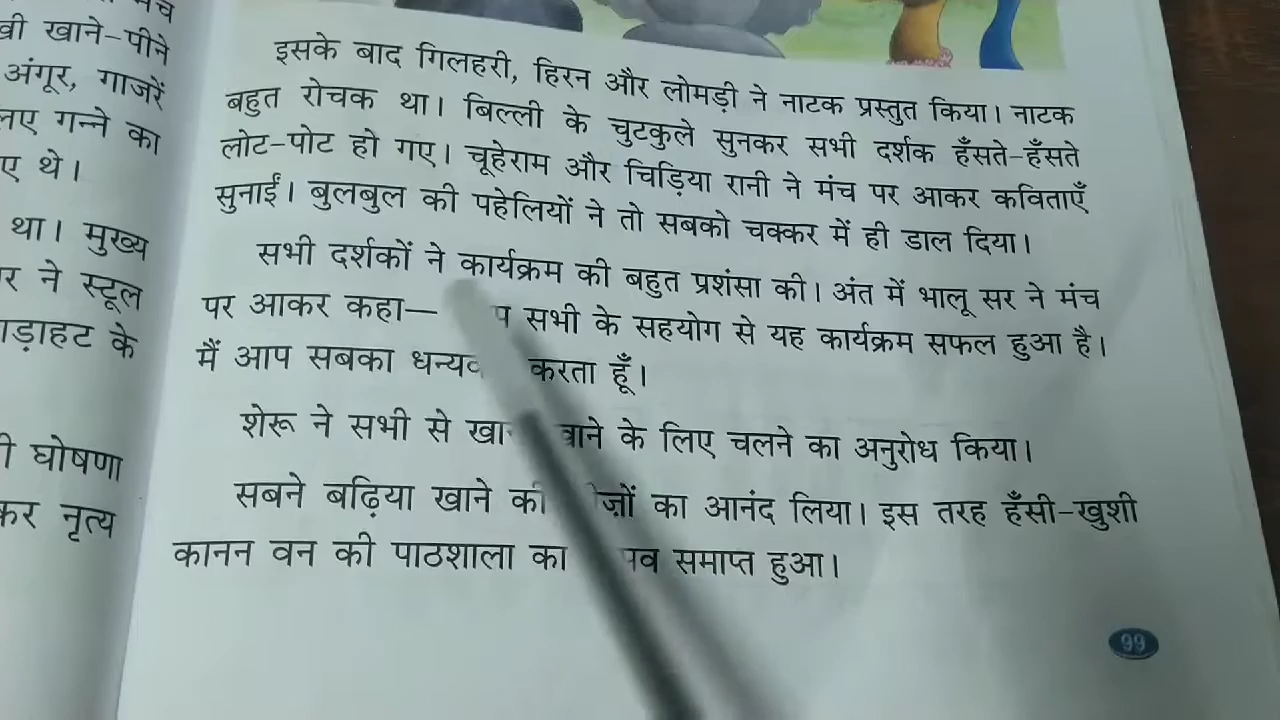 मंच
खाने-पीने
अंगूर, गाजरें
गन्ने का
ए थे।
था। मुख्य
र ने स्टूल
के
घोषणा
कर नृत्य
इसके बाद गिलहरी, हिरन और लोमड़ी ने नाटक प्रस्तुत किया। नाटक
बहुत रोचक था। बिल्ली के चुटकुले सुनकर सभी दर्शक हँसते-हँसते
लोट-पोट हो गए। चूहेराम और चिड़िया रानी ने मंच पर आकर कविताएँ
सुनाईं। बुलबुल की पहेलियों ने तो सबको चक्कर में ही डाल दिया।
सभी दर्शकों ने कार्यक्रम की बहुत प्रशंसा की। अंत में भालू सर ने मंच
पर आकर कहा— सभी के सहयोग से यह कार्यक्रम सफल हुआ है।
मैं आप सबका करता हूँ।
शेरू ने सभी से के लिए चलने का अनुरोध किया।
सबने बढ़िया खाने की का आनंद लिया। इस तरह हँसी-खुशी
कानन वन की पाठशाला का समाप्त हुआ।
99